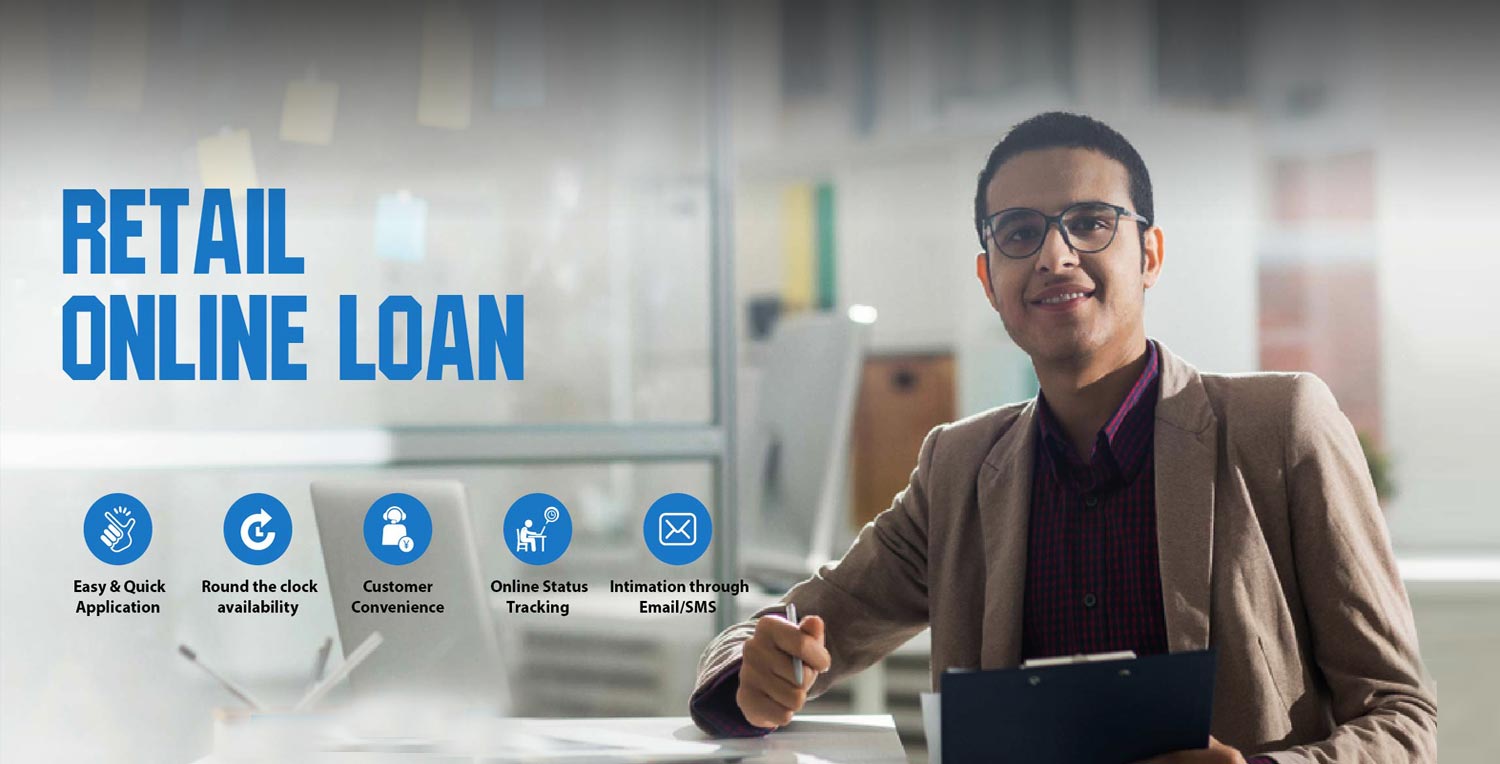 RETAIL
ONLINE LOAN
Easy & Quick
Application
Round the clock
availability
Customer
Convenience
Online Status
Tracking
Intimation through
Email/SMS